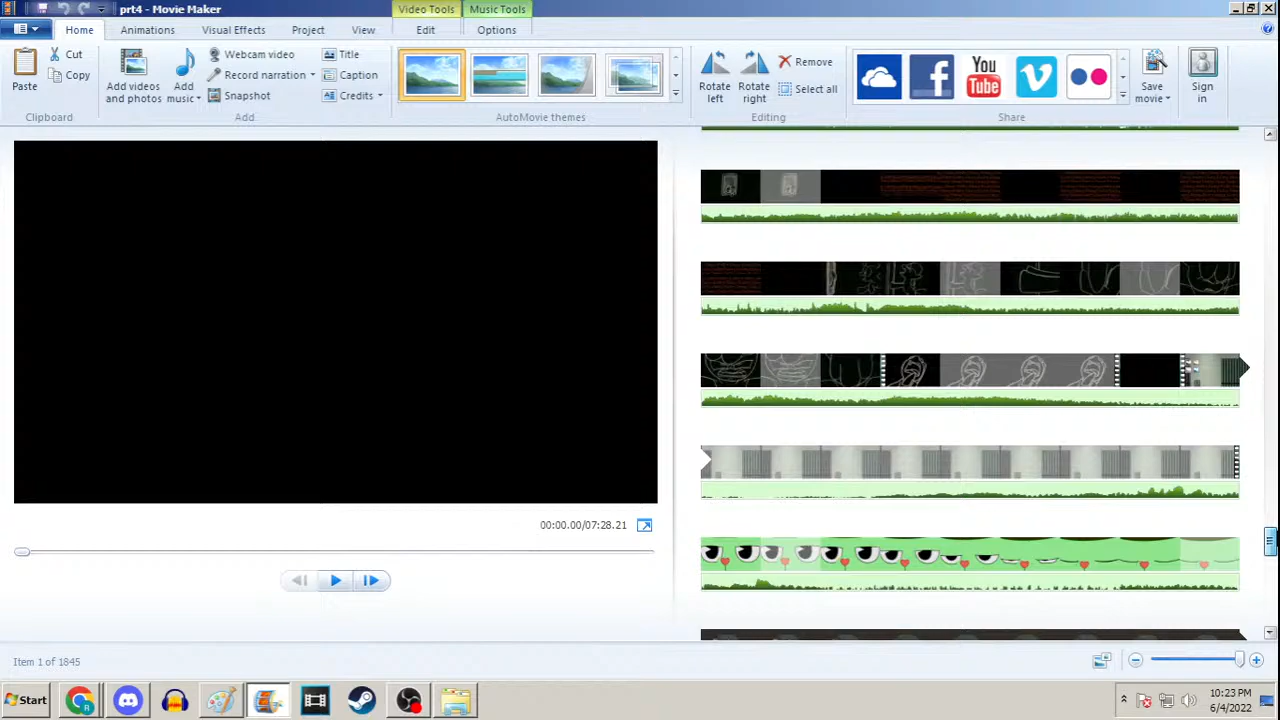 prt4 - Movie Maker
Video Tools
Music Tools
Home
Animations
Visual Effects
Project
View
Edit
Options
Paste
Cut
Copy
Clipboard
Add videos
and photos
Add
music
Webcam video
Record narration
Snapshot
Title
Caption
Credits
Add
AutoMovie themes
Rotate
left
Rotate
right
Remove
Select all
Editing
You
Tube
Share
Save
movie
Sign
in
00:00.00/07:28.21
Item 1 of 1845
Start
10:23 PM
6/4/2022